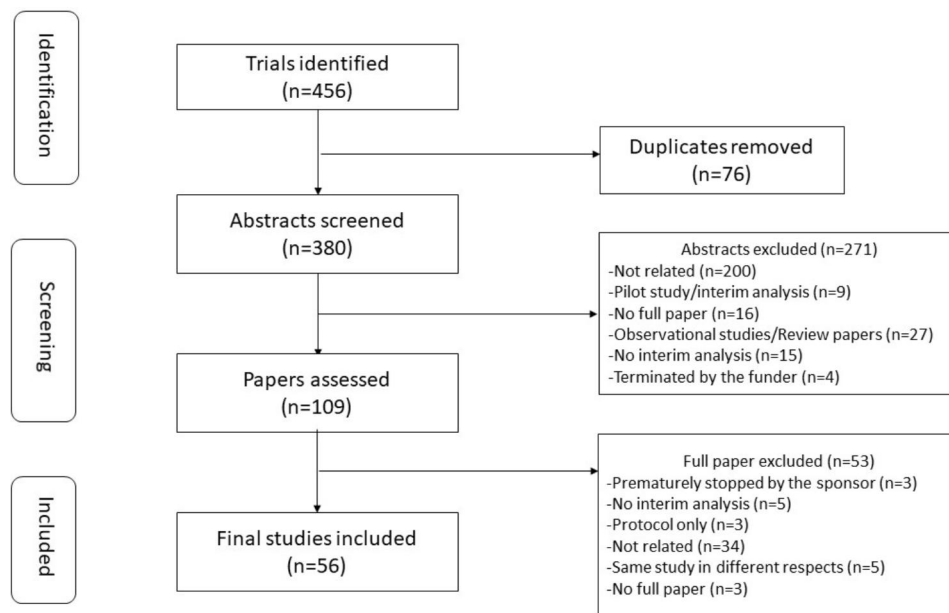 Identification
Trials identified
(n=456)
Duplicates removed
(n=76)
Abstracts screened
(n=380)
Screening
Abstracts excluded (n=271)
-Not related (n=200)
-Pilot study/interim analysis (n=9)
-No full paper (n=16)
-Observational studies/Review papers (n=27)
-No interim analysis (n=15)
-Terminated by the funder (n=4)
Papers assessed
(n=109)
Full paper excluded (n=53)
-Prematurely stopped by the sponsor (n=3)
-No interim analysis (n=5)
-Protocol only (n=3)
-Not related (n=34)
-Same study in different respects (n=5)
-No full paper (n=3)
Included
Final studies included
(n=56)